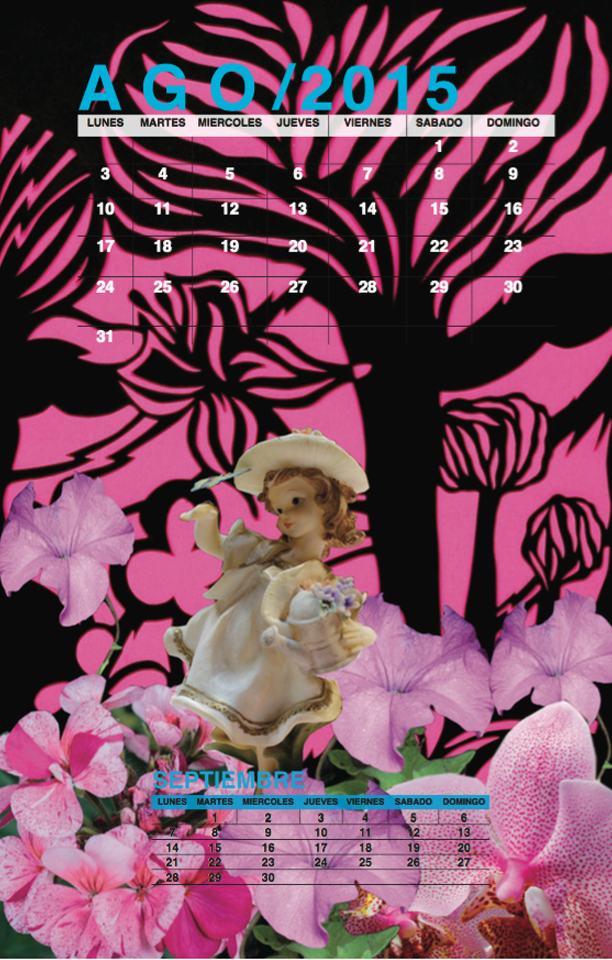 AGO/2015
LUNES MARTES MIERCOLES JUEVES VIERNES SABADO DOMINGO
1 2
3 4 5 6 7 8 9
10 11 12 13 14 15 16
17 18 19 20 21 22 23
24 25 26 27 28 29 30
31
SEPTIEMBRE
LUNES MARTES MIERCOLES JUEVES VIERNES SABADO DOMINGO
1 2 3 4 5 6
7 8 9 10 11 12 13
14 15 16 17 18 19 20
21 22 23 24 25 26 27
28 29 30